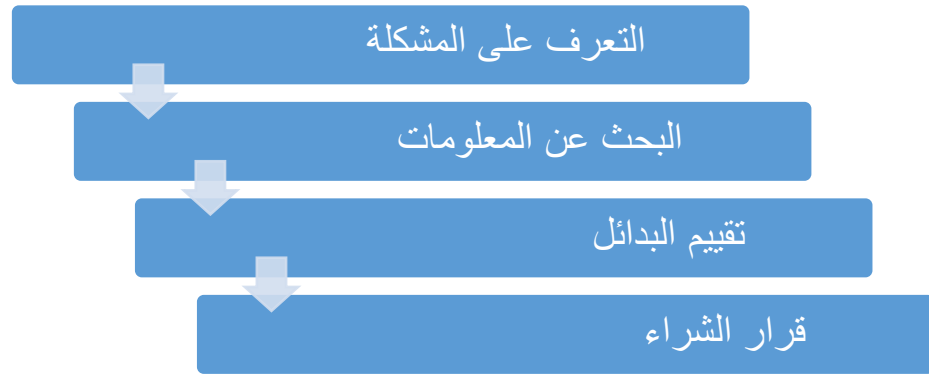 التعرف على المشكلة
البحث عن المعلومات
تقييم البدائل
قرار الشراء